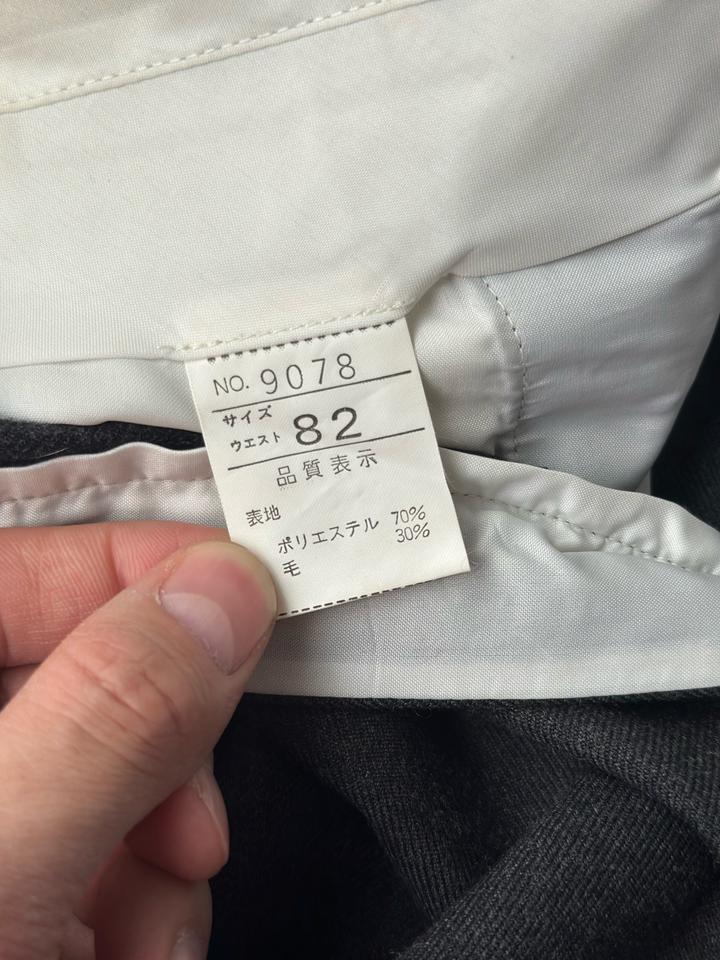 NO. 9078
サイズ
ウエスト 82
品質表示
表地
ポリエステル 70%
毛 30%